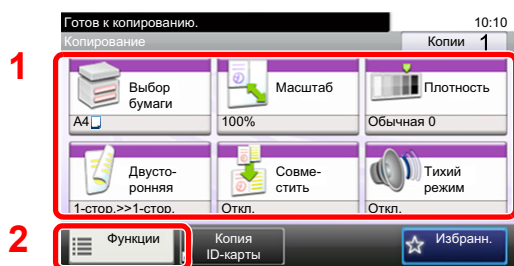 Готов к копированию. 10:10
Копирование Копии 1
1
Выбор бумаги Масштаб Плотность
A4 100% Обычная 0
Двусто-
ронняя
Совме-
стить
Тихий
режим
1-стор.>>1-стор. Откл. Откл.
2
Функции
Копия
ID-карты
Избранн.